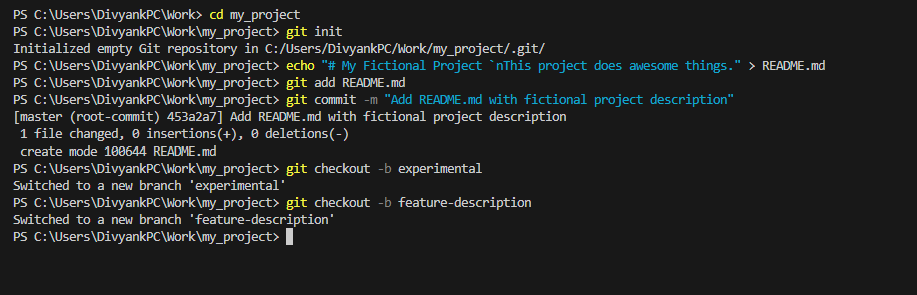 PS C:\Users\DivyankPC\Work> cd my_project
PS C:\Users\DivyankPC\Work\my_project> git init
Initialized empty Git repository in C:/Users/DivyankPC/Work/my_project/.git/
PS C:\Users\DivyankPC\Work\my_project> echo "# My Fictional Project `nThis project does awesome things." > README.md
PS C:\Users\DivyankPC\Work\my_project> git add README.md
PS C:\Users\DivyankPC\Work\my_project> git commit -m "Add README.md with fictional project description"
[master (root-commit) 453a2a7] Add README.md with fictional project description
 1 file changed, 0 insertions(+), 0 deletions(-)
 create mode 100644 README.md
PS C:\Users\DivyankPC\Work\my_project> git checkout -b experimental
Switched to a new branch 'experimental'
PS C:\Users\DivyankPC\Work\my_project> git checkout -b feature-description
Switched to a new branch 'feature-description'
PS C:\Users\DivyankPC\Work\my_project>